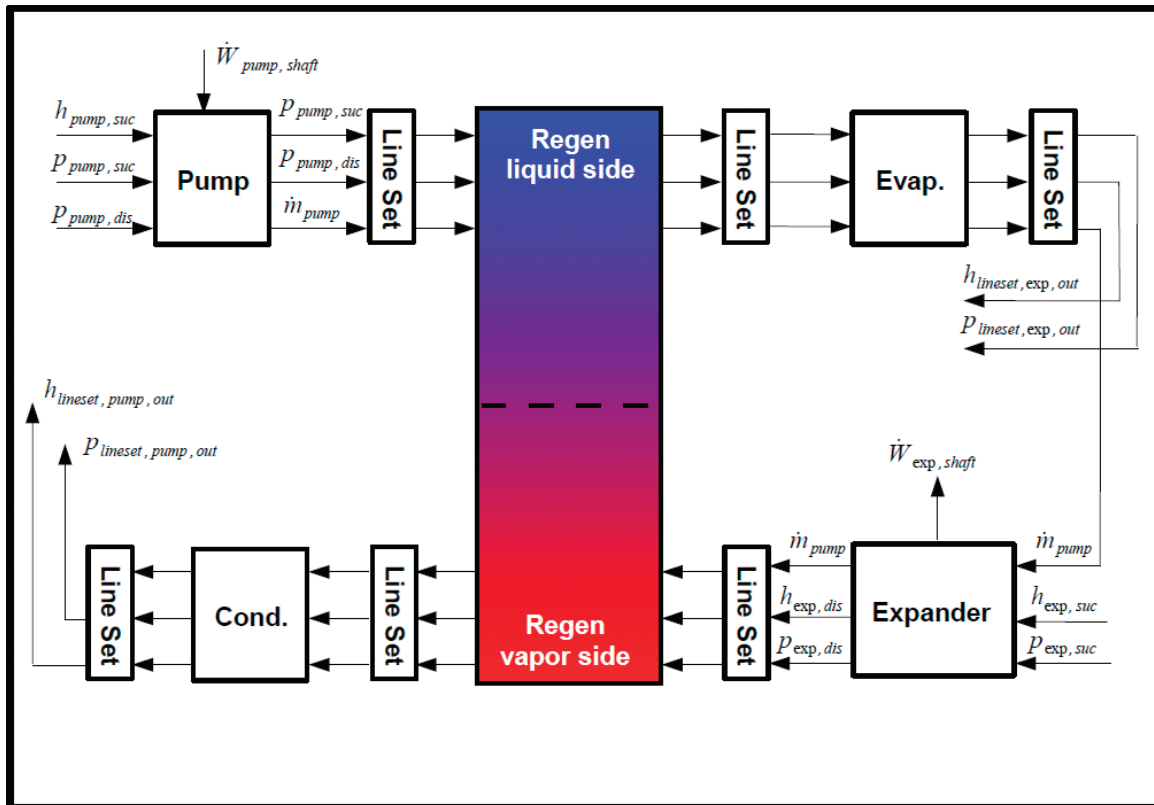 Ẇ pump, shaft
h pump, suc
p pump, suc
p pump, dis
Pump
p pump, suc
p pump, dis
ṁ pump
Line Set
Regen
liquid side
Line Set
Evap.
Line Set
h lineset, exp, out
p lineset, exp, out
h lineset, pump, out
p lineset, pump, out
Ẇ exp, shaft
Line Set
Cond.
Line Set
Regen
vapor side
Line Set
ṁ pump
h exp, dis
p exp, dis
Expander
ṁ pump
h exp, suc
p exp, suc